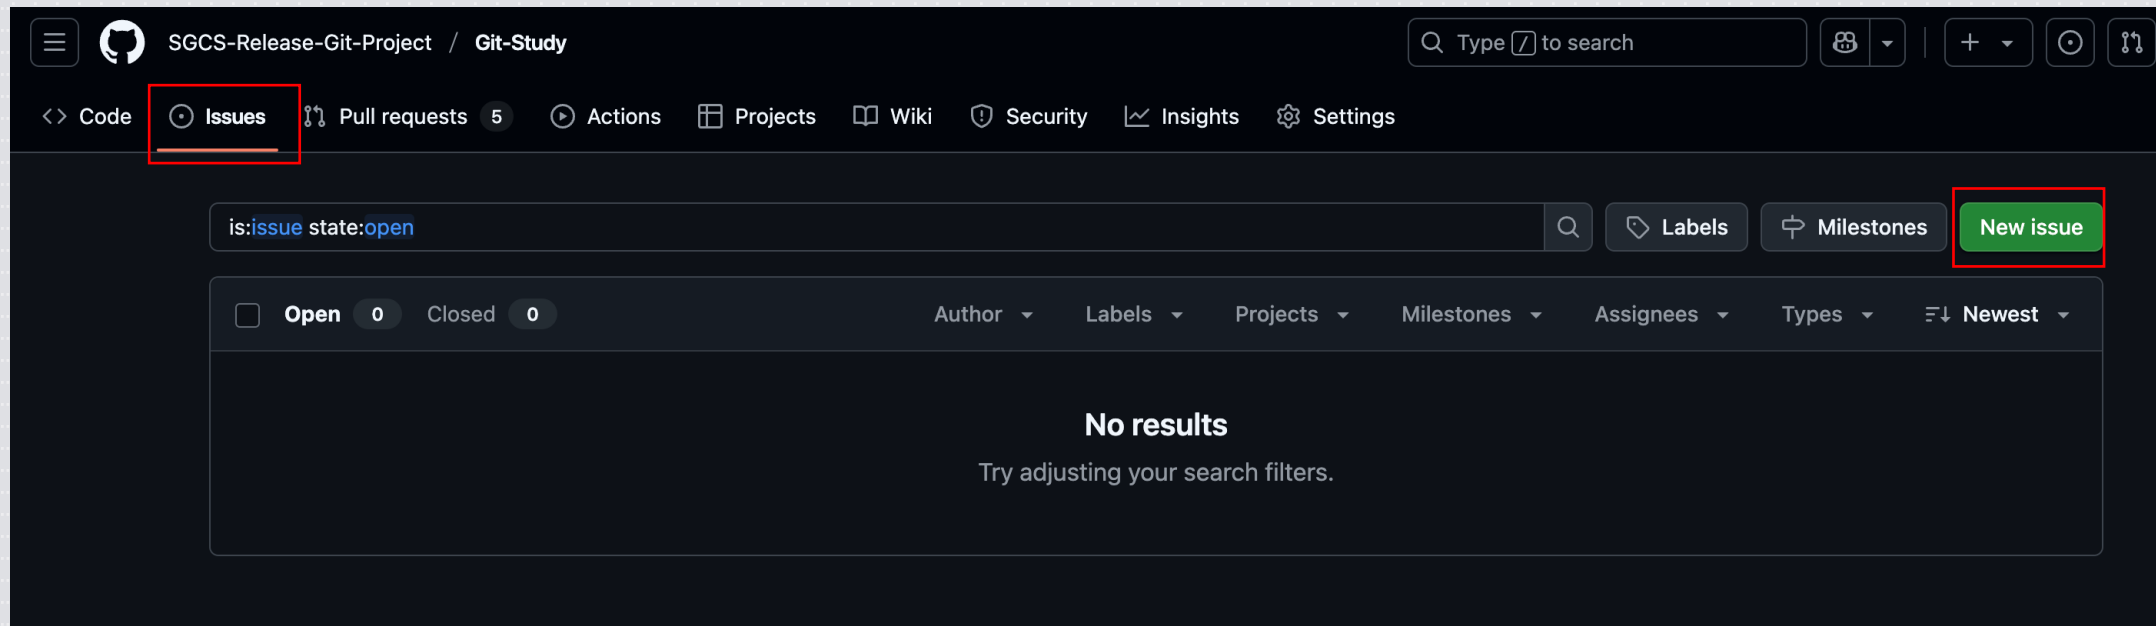 SGCS-Release-Git-Project / Git-Study
Type / to search
Code Issues Pull requests 5 Actions Projects Wiki Security Insights Settings
is:issue state:open
Labels Milestones New issue
Open 0 Closed 0 Author Labels Projects Milestones Assignees Types Newest
No results
Try adjusting your search filters.